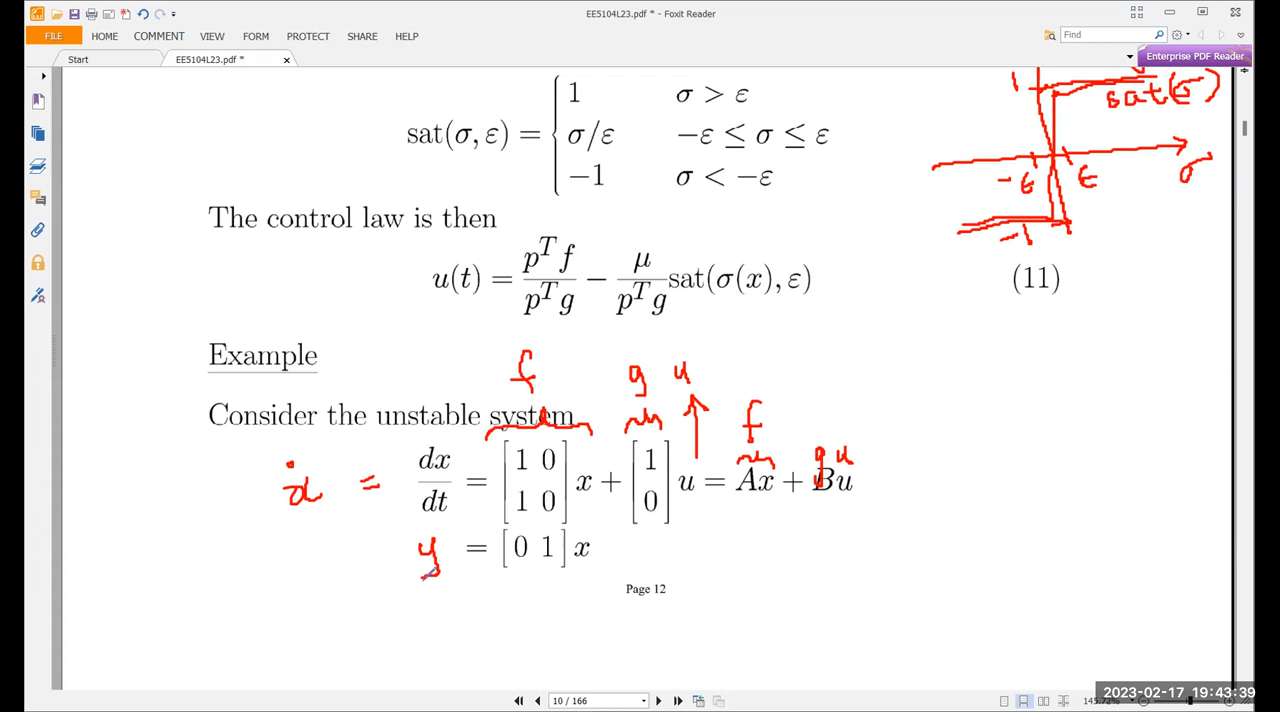 EE5104L23.pdf * - Foxit Reader
FILE HOME COMMENT VIEW FORM PROTECT SHARE HELP Find
Start EE5104L23.pdf * Enterprise PDF Reader
1 σ > ε
sat(σ, ε) = σ/ε −ε ≤ σ ≤ ε
−1 σ < −ε
1 sat(σ)
-ε ε σ
-1
The control law is then
u(t) = p^T f / p^T g − μ / p^T g sat(σ(x), ε) (11)
Example
f g u
Consider the unstable system f
ẋ = dx/dt = [1 0; 1 0] x + [1; 0] u = Ax + Bu
g u
y = [0 1] x
Page 12
10 / 166 145.72%
2023-02-17 19:43:39